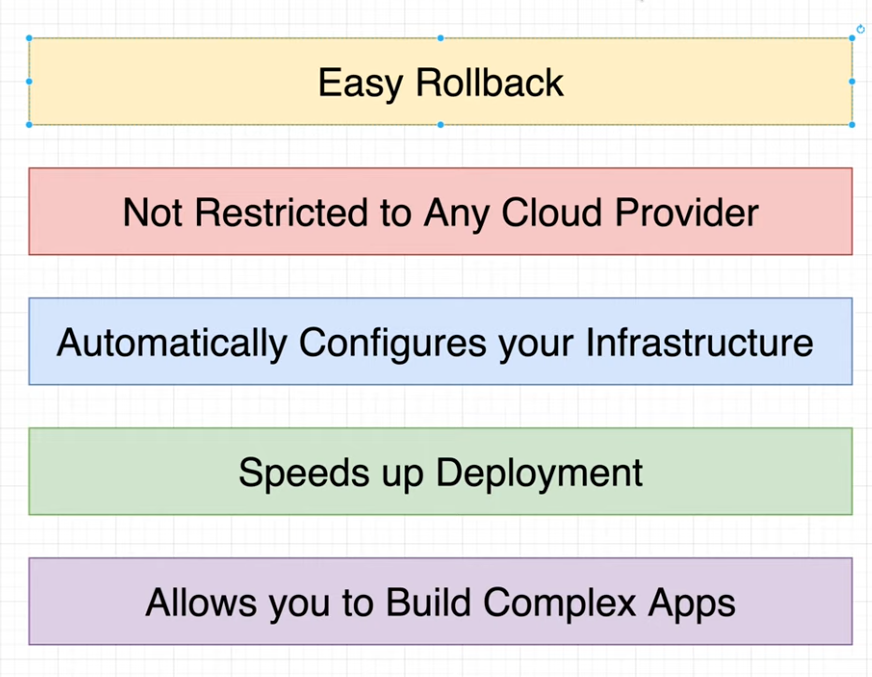 Easy Rollback
Not Restricted to Any Cloud Provider
Automatically Configures your Infrastructure
Speeds up Deployment
Allows you to Build Complex Apps